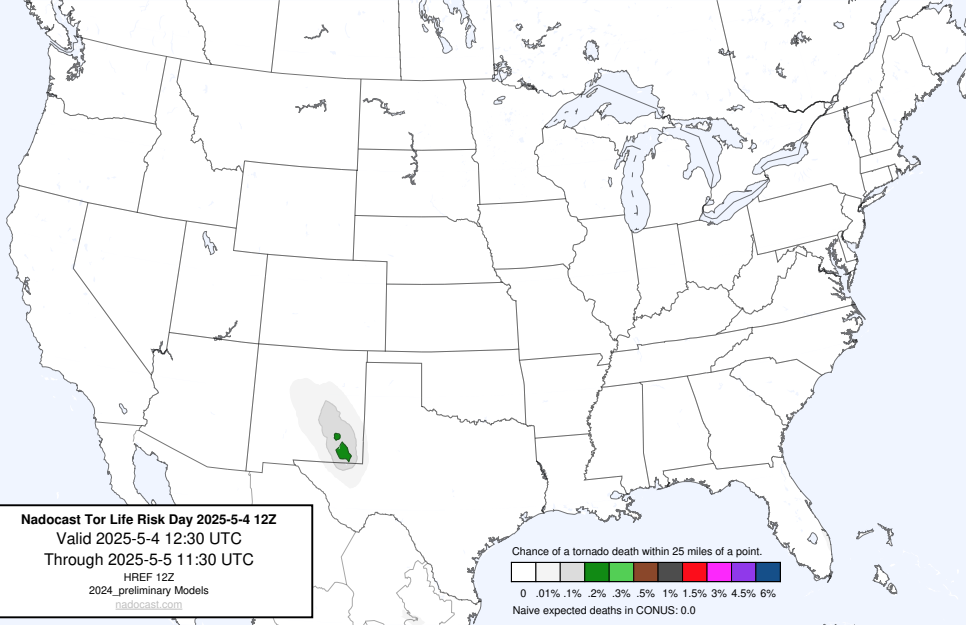 Nadocast Tor Life Risk Day 2025-5-4 12Z
Valid 2025-5-4 12:30 UTC
Through 2025-5-5 11:30 UTC
HREF 12Z
2024_preliminary Models
nadocast.com
Chance of a tornado death within 25 miles of a point.
0 .01% .1% .2% .3% .5% 1% 1.5% 3% 4.5% 6%
Naive expected deaths in CONUS: 0.0